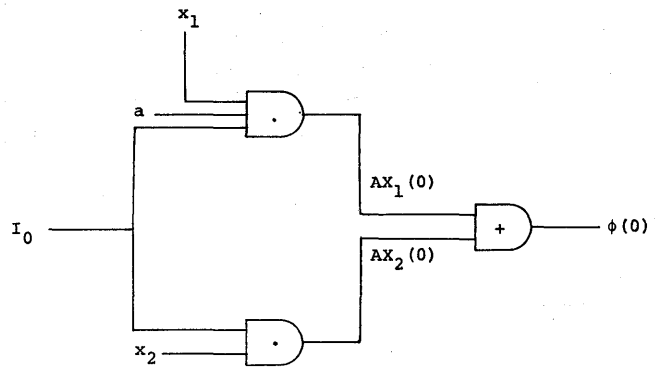 x₁
a
.
AX₁(0)
I₀
+
φ(0)
AX₂(0)
x₂
.